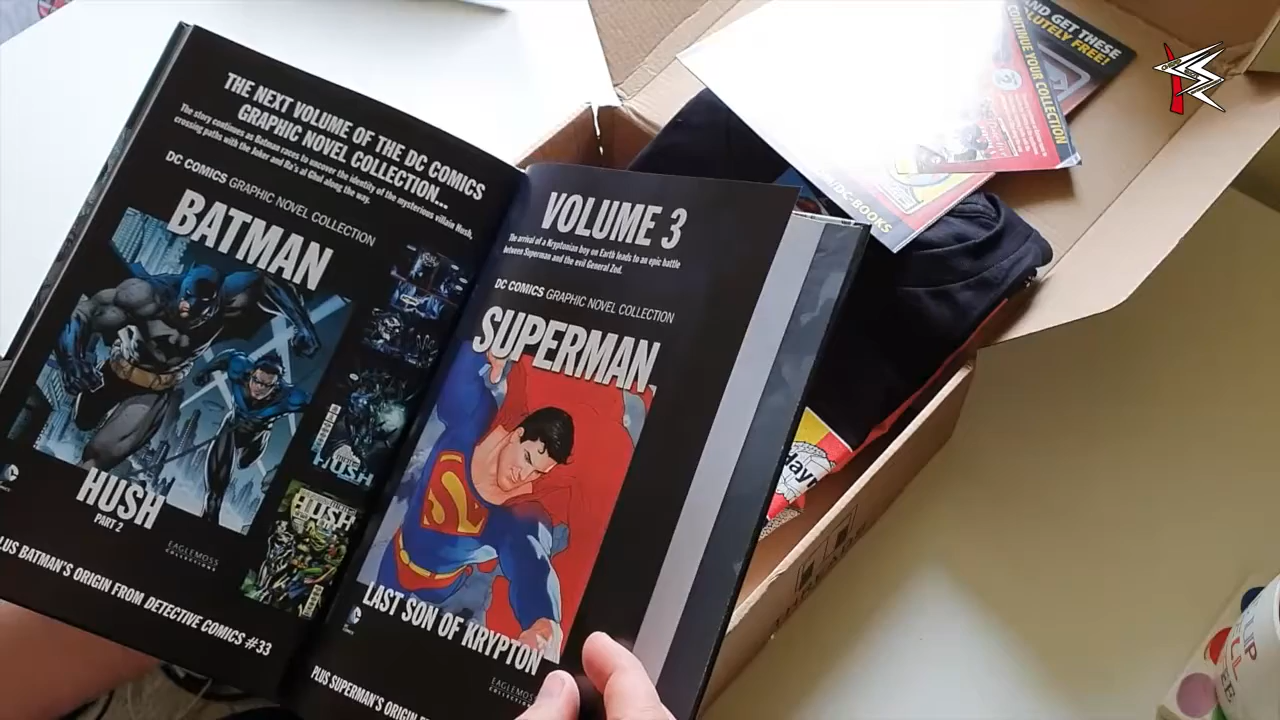 THE NEXT VOLUME OF THE DC COMICS
GRAPHIC NOVEL COLLECTION...
The story continues as Batman races to uncover the identity of the mysterious villain Hush,
crossing paths with the Joker and Ra's al Ghul along the way.
DC COMICS GRAPHIC NOVEL COLLECTION
BATMAN
HUSH
PART 2
EAGLEMOSS
COLLECTIONS
HUSH
HUSH
PLUS BATMAN'S ORIGIN FROM DETECTIVE COMICS #33
VOLUME 3
The arrival of a Kryptonian boy on Earth leads to an epic battle
between Superman and the evil General Zod.
DC COMICS GRAPHIC NOVEL COLLECTION
SUPERMAN
LAST SON OF KRYPTON
EAGLEMOSS
PLUS SUPERMAN'S ORIGIN
AND GET THESE
FREE!
CONTINUE YOUR COLLECTION
/DC-BOOKS